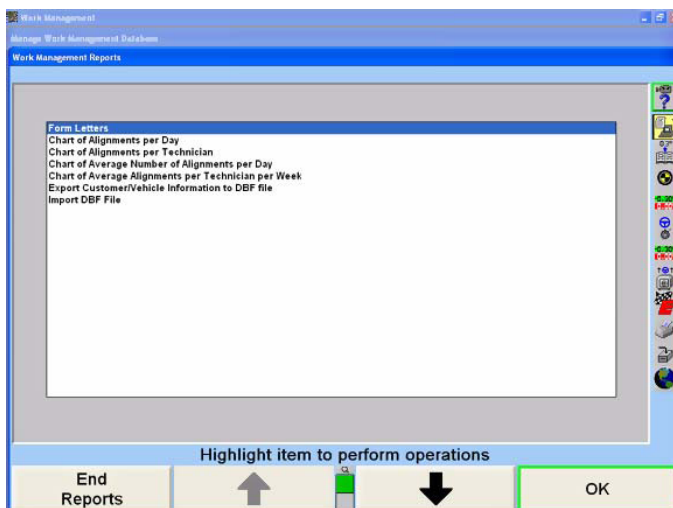 Work Management
Manage Work Management Database
Work Management Reports
Form Letters
Chart of Alignments per Day
Chart of Alignments per Technician
Chart of Average Number of Alignments per Day
Chart of Average Alignments per Technician per Week
Export Customer/Vehicle Information to DBF file
Import DBF File
Highlight item to perform operations
End
Reports
OK